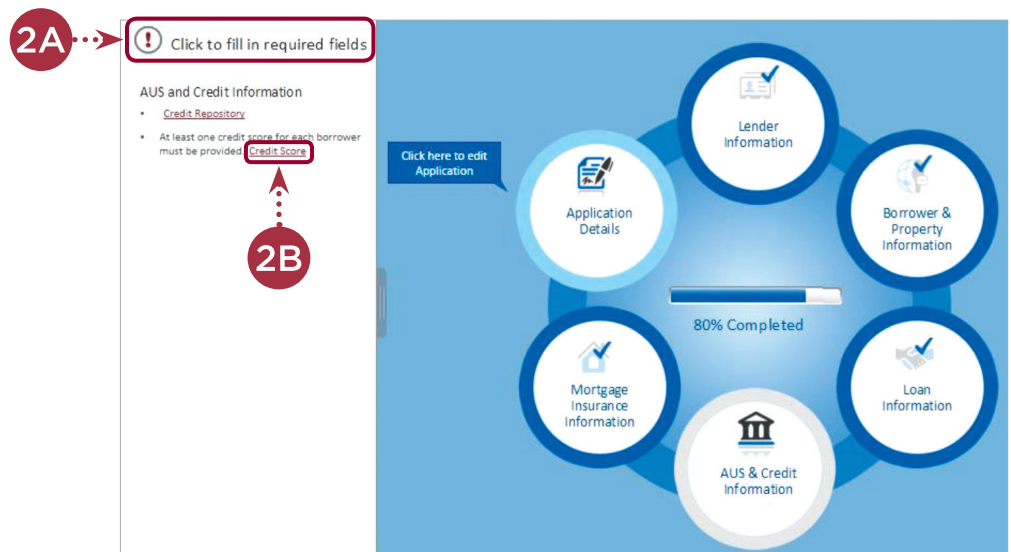 2A
Click to fill in required fields
AUS and Credit Information
• Credit Repository
• At least one credit score for each borrower
must be provided. Credit Score
2B
Click here to edit
Application
Lender
Information
Application
Details
Borrower &
Property
Information
80% Completed
Mortgage
Insurance
Information
Loan
Information
AUS & Credit
Information